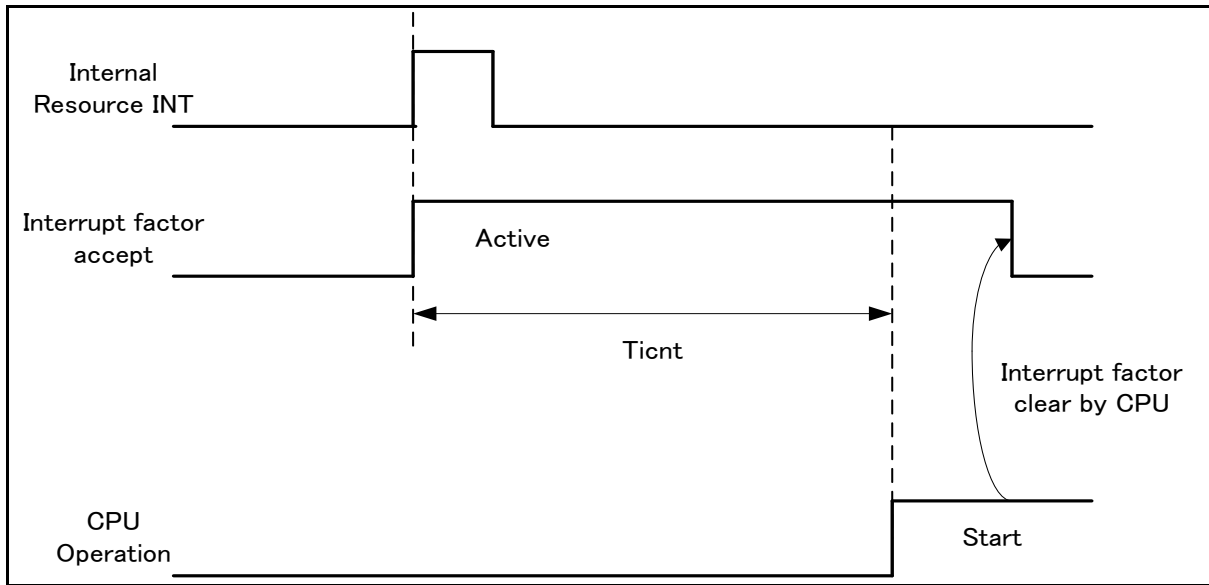 Internal
Resource INT
Interrupt factor
accept
Active
Ticnt
Interrupt factor
clear by CPU
CPU
Operation
Start